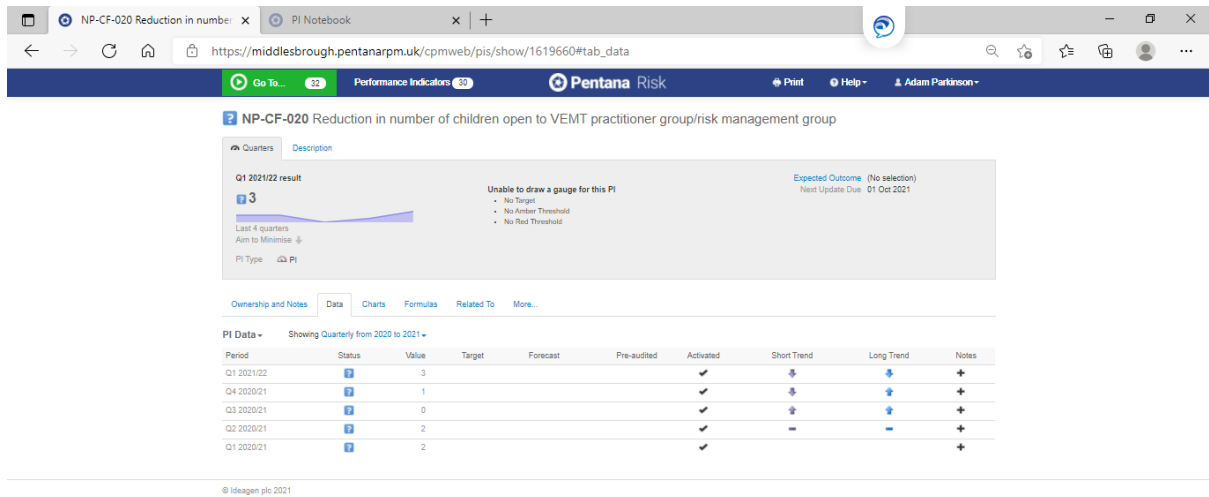 NP-CF-020 Reduction in number
PI Notebook
https://middlesbrough.pentanarpm.uk/cpmweb/pis/show/1619660#tab_data
Go To... 32 Performance Indicators 30 Pentana Risk Print Help Adam Parkinson
NP-CF-020 Reduction in number of children open to VEMT practitioner group/risk management group
Quarters Description
Q1 2021/22 result
3
Last 4 quarters
Aim to Minimise
PI Type PI
Unable to draw a gauge for this PI
• No Target
• No Amber Threshold
• No Red Threshold
Expected Outcome (No selection)
Next Update Due 01 Oct 2021
Ownership and Notes Data Charts Formulas Related To More...
PI Data Showing Quarterly from 2020 to 2021
Period Status Value Target Forecast Pre-audited Activated Short Trend Long Trend Notes
Q1 2021/22 ? 3
Q4 2020/21 ? 1
Q3 2020/21 ? 0
Q2 2020/21 ? 2
Q1 2020/21 ? 2
© Ideagen plc 2021